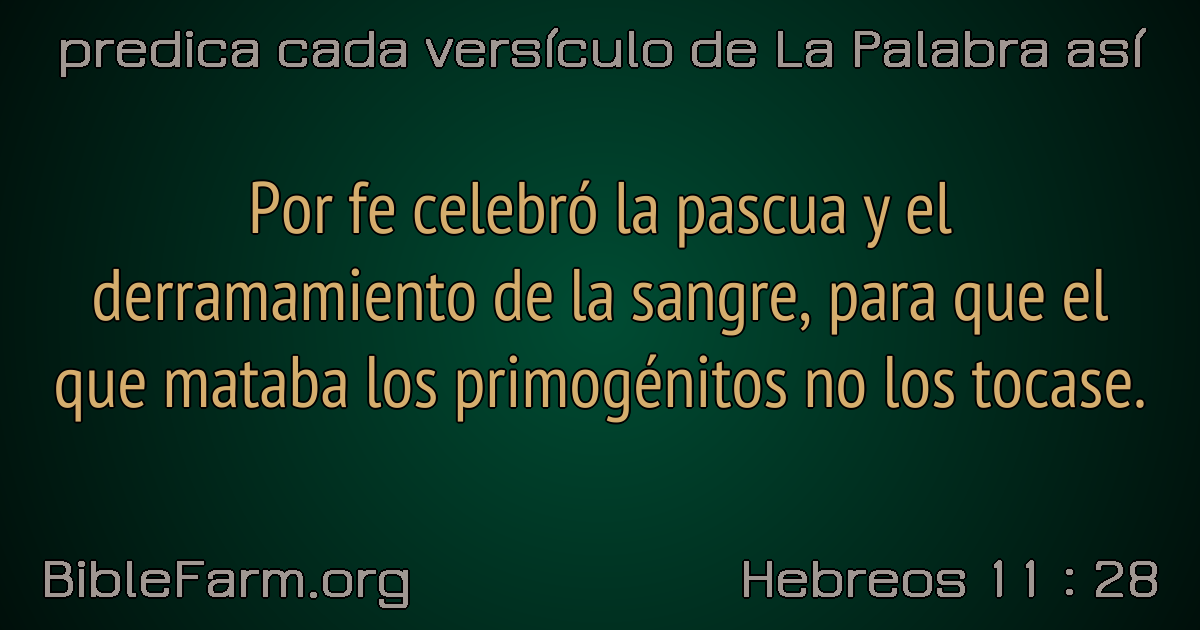 predica cada versículo de La Palabra así
Por fe celebró la pascua y el
derramamiento de la sangre, para que el
que mataba los primogénitos no los tocase.
BibleFarm.org
Hebreos 11 : 28